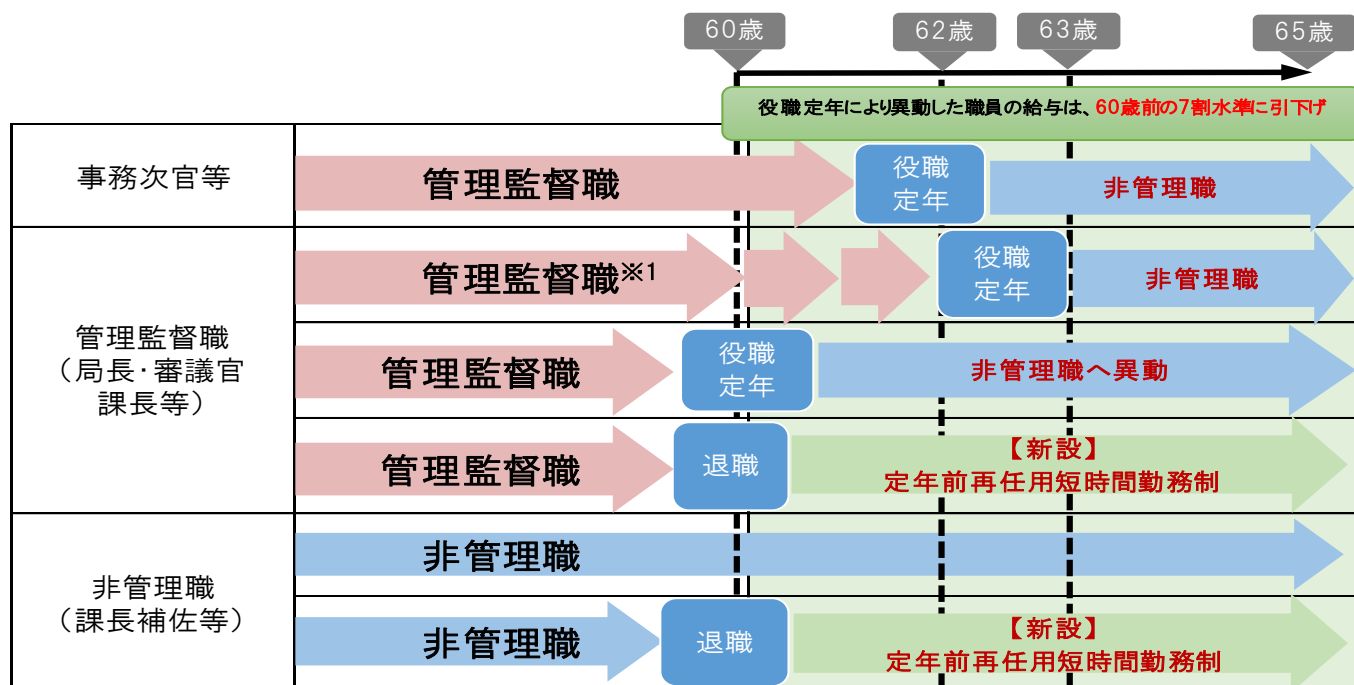 60歳
62歳
63歳
65歳
役職定年により異動した職員の給与は、60歳前の7割水準に引下げ
事務次官等
管理監督職
役職
定年
非管理職
管理監督職
（局長・審議官
課長等）
管理監督職※1
役職
定年
非管理職
管理監督職
役職
定年
非管理職へ異動
管理監督職
退職
【新設】
定年前再任用短時間勤務制
非管理職
（課長補佐等）
非管理職
非管理職
退職
【新設】
定年前再任用短時間勤務制